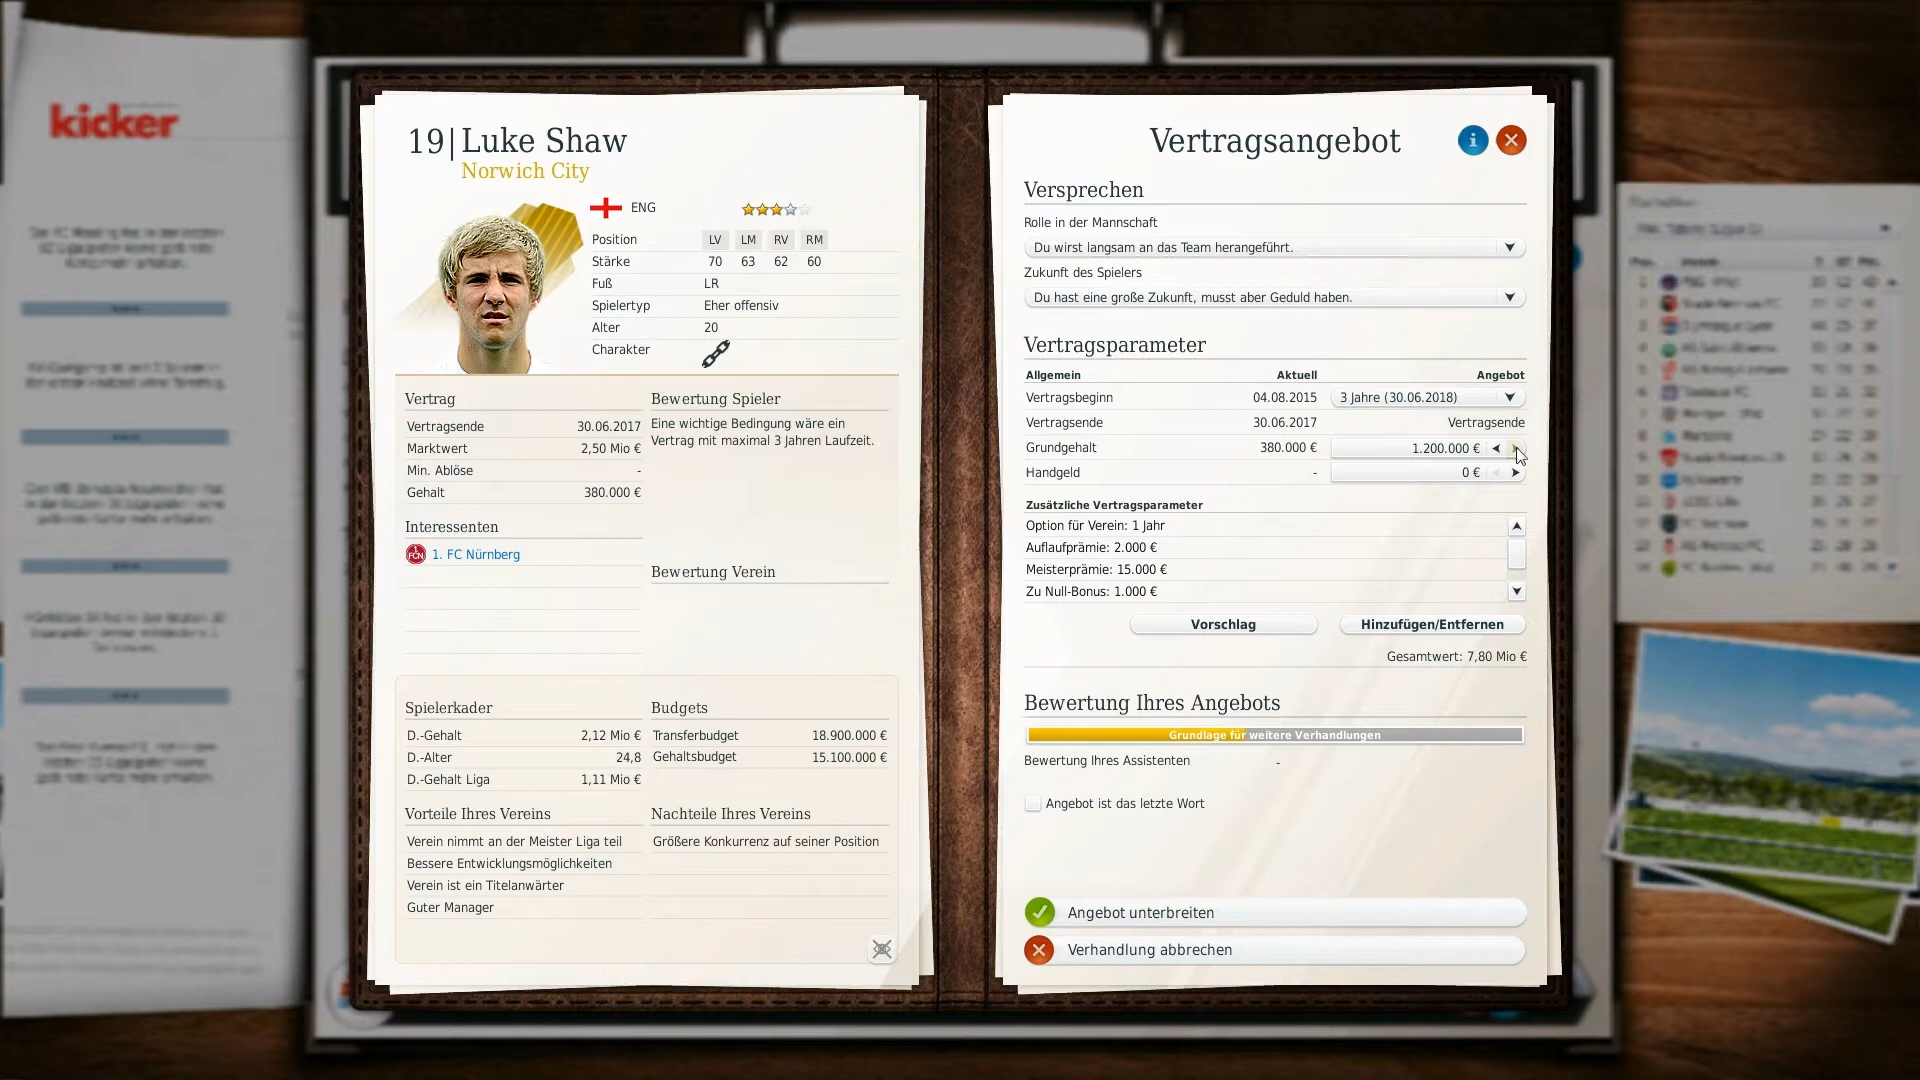 kicker
19| Luke Shaw
Norwich City
ENG
Position LV LM RV RM
Stärke 70 63 62 60
Fuß LR
Spielertyp Eher offensiv
Alter 20
Charakter
Vertrag
Vertragsende 30.06.2017
Marktwert 2,50 Mio €
Min. Ablöse -
Gehalt 380.000 €
Interessenten
1. FC Nürnberg
Bewertung Spieler
Eine wichtige Bedingung wäre ein
Vertrag mit maximal 3 Jahren Laufzeit.
Bewertung Verein
Spielerkader
D.-Gehalt 2,12 Mio €
D.-Alter 24,8
D.-Gehalt Liga 1,11 Mio €
Budgets
Transferbudget 18.900.000 €
Gehaltsbudget 15.100.000 €
Vorteile Ihres Vereins
Verein nimmt an der Meister Liga teil
Bessere Entwicklungsmöglichkeiten
Verein ist ein Titelanwärter
Guter Manager
Nachteile Ihres Vereins
Größere Konkurrenz auf seiner Position
Vertragsangebot
Versprechen
Rolle in der Mannschaft
Du wirst langsam an das Team herangeführt.
Zukunft des Spielers
Du hast eine große Zukunft, musst aber Geduld haben.
Vertragsparameter
Allgemein Aktuell Angebot
Vertragsbeginn 04.08.2015 3 Jahre (30.06.2018)
Vertragsende 30.06.2017 Vertragsende
Grundgehalt 380.000 € 1.200.000 €
Handgeld - 0 €
Zusätzliche Vertragsparameter
Option für Verein: 1 Jahr
Auflaufprämie: 2.000 €
Meisterprämie: 15.000 €
Zu Null-Bonus: 1.000 €
Vorschlag Hinzufügen/Entfernen
Gesamtwert: 7,80 Mio €
Bewertung Ihres Angebots
Grundlage für weitere Verhandlungen
Bewertung Ihres Assistenten -
Angebot ist das letzte Wort
Angebot unterbreiten
Verhandlung abbrechen